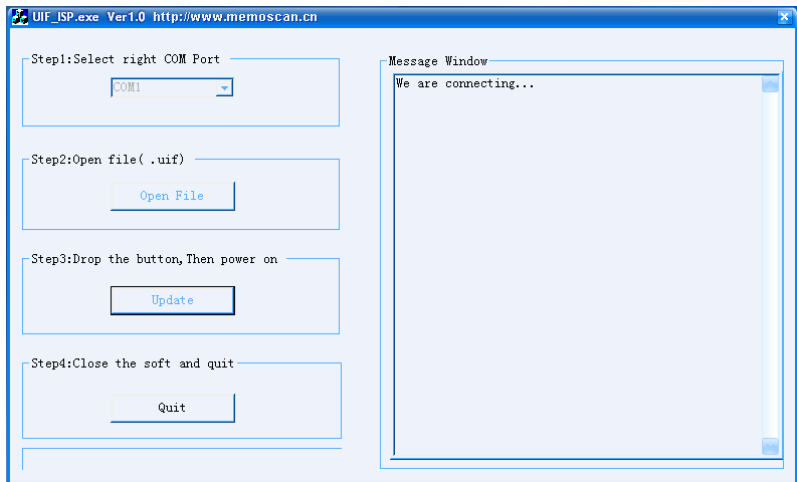 UIF_ISP.exe Ver1.0 http://www.memoscan.cn
Step1:Select right COM Port
COM1
Step2:Open file( .uif)
Open File
Step3:Drop the button,Then power on
Update
Step4:Close the soft and quit
Quit
Message Window
We are connecting...